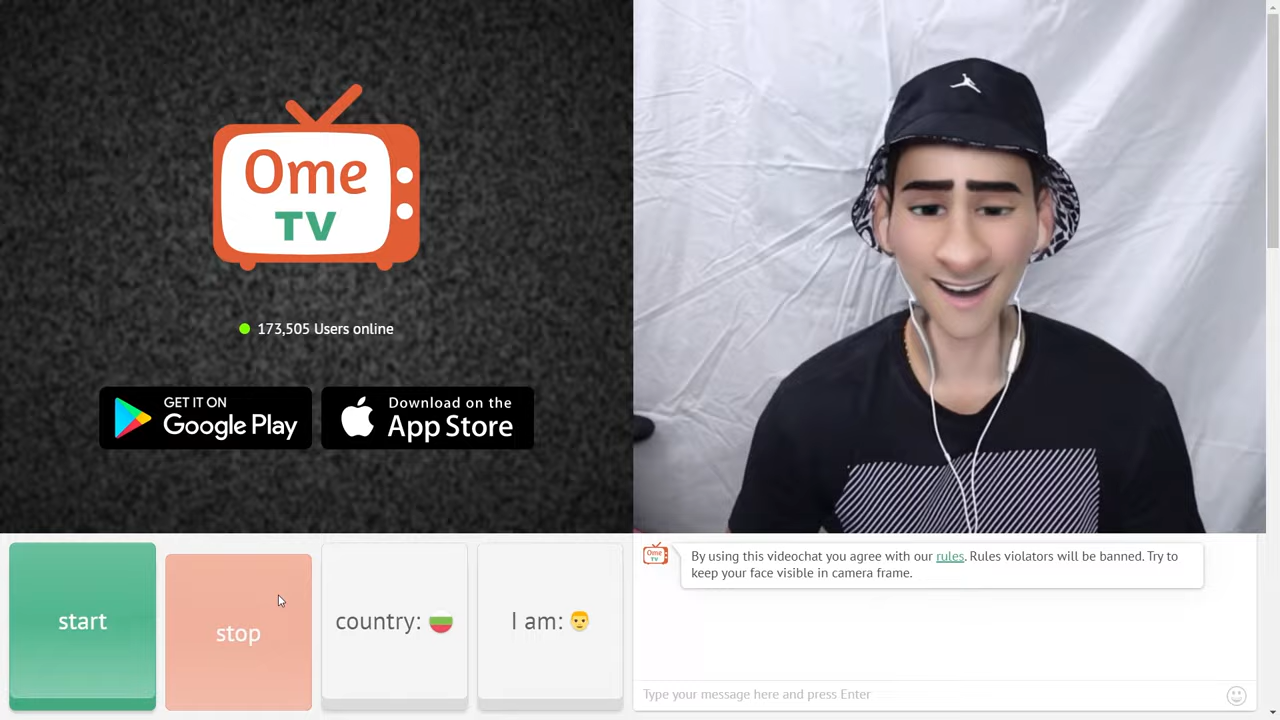 Ome
TV
173,505 Users online
GET IT ON
Google Play
Download on the
App Store
start
stop
country:
I am:
Ome
TV
By using this videochat you agree with our rules. Rules violators will be banned. Try to
keep your face visible in camera frame.
Type your message here and press Enter